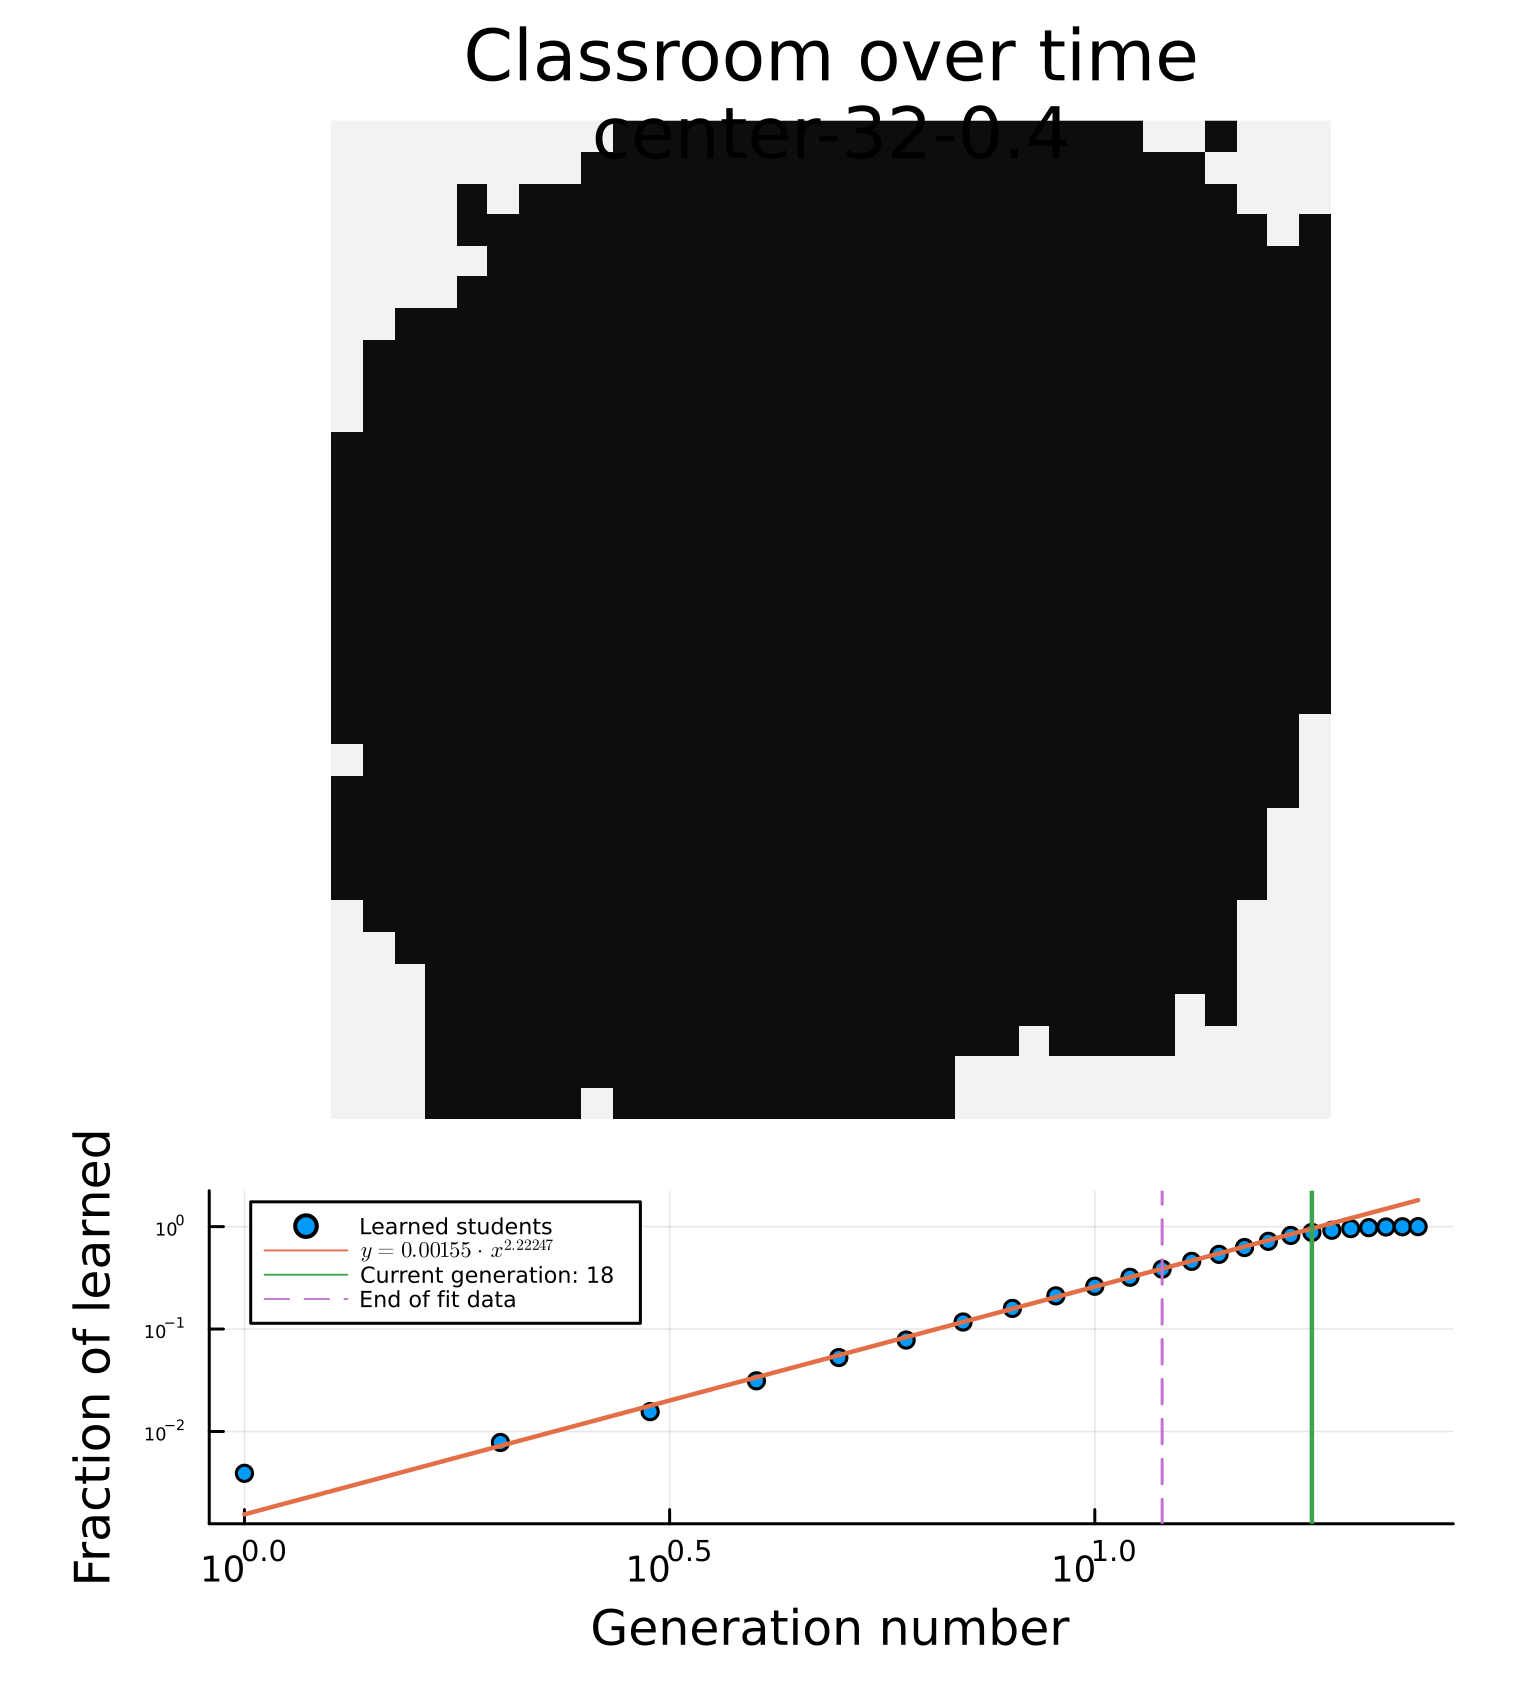 Classroom over time
center-32-0.4
Fraction of learned
10⁰
10⁻¹
10⁻²
Learned students
y = 0.00155 · x^{2.22247}
Current generation: 18
End of fit data
10^{0.0} 10^{0.5} 10^{1.0}
Generation number